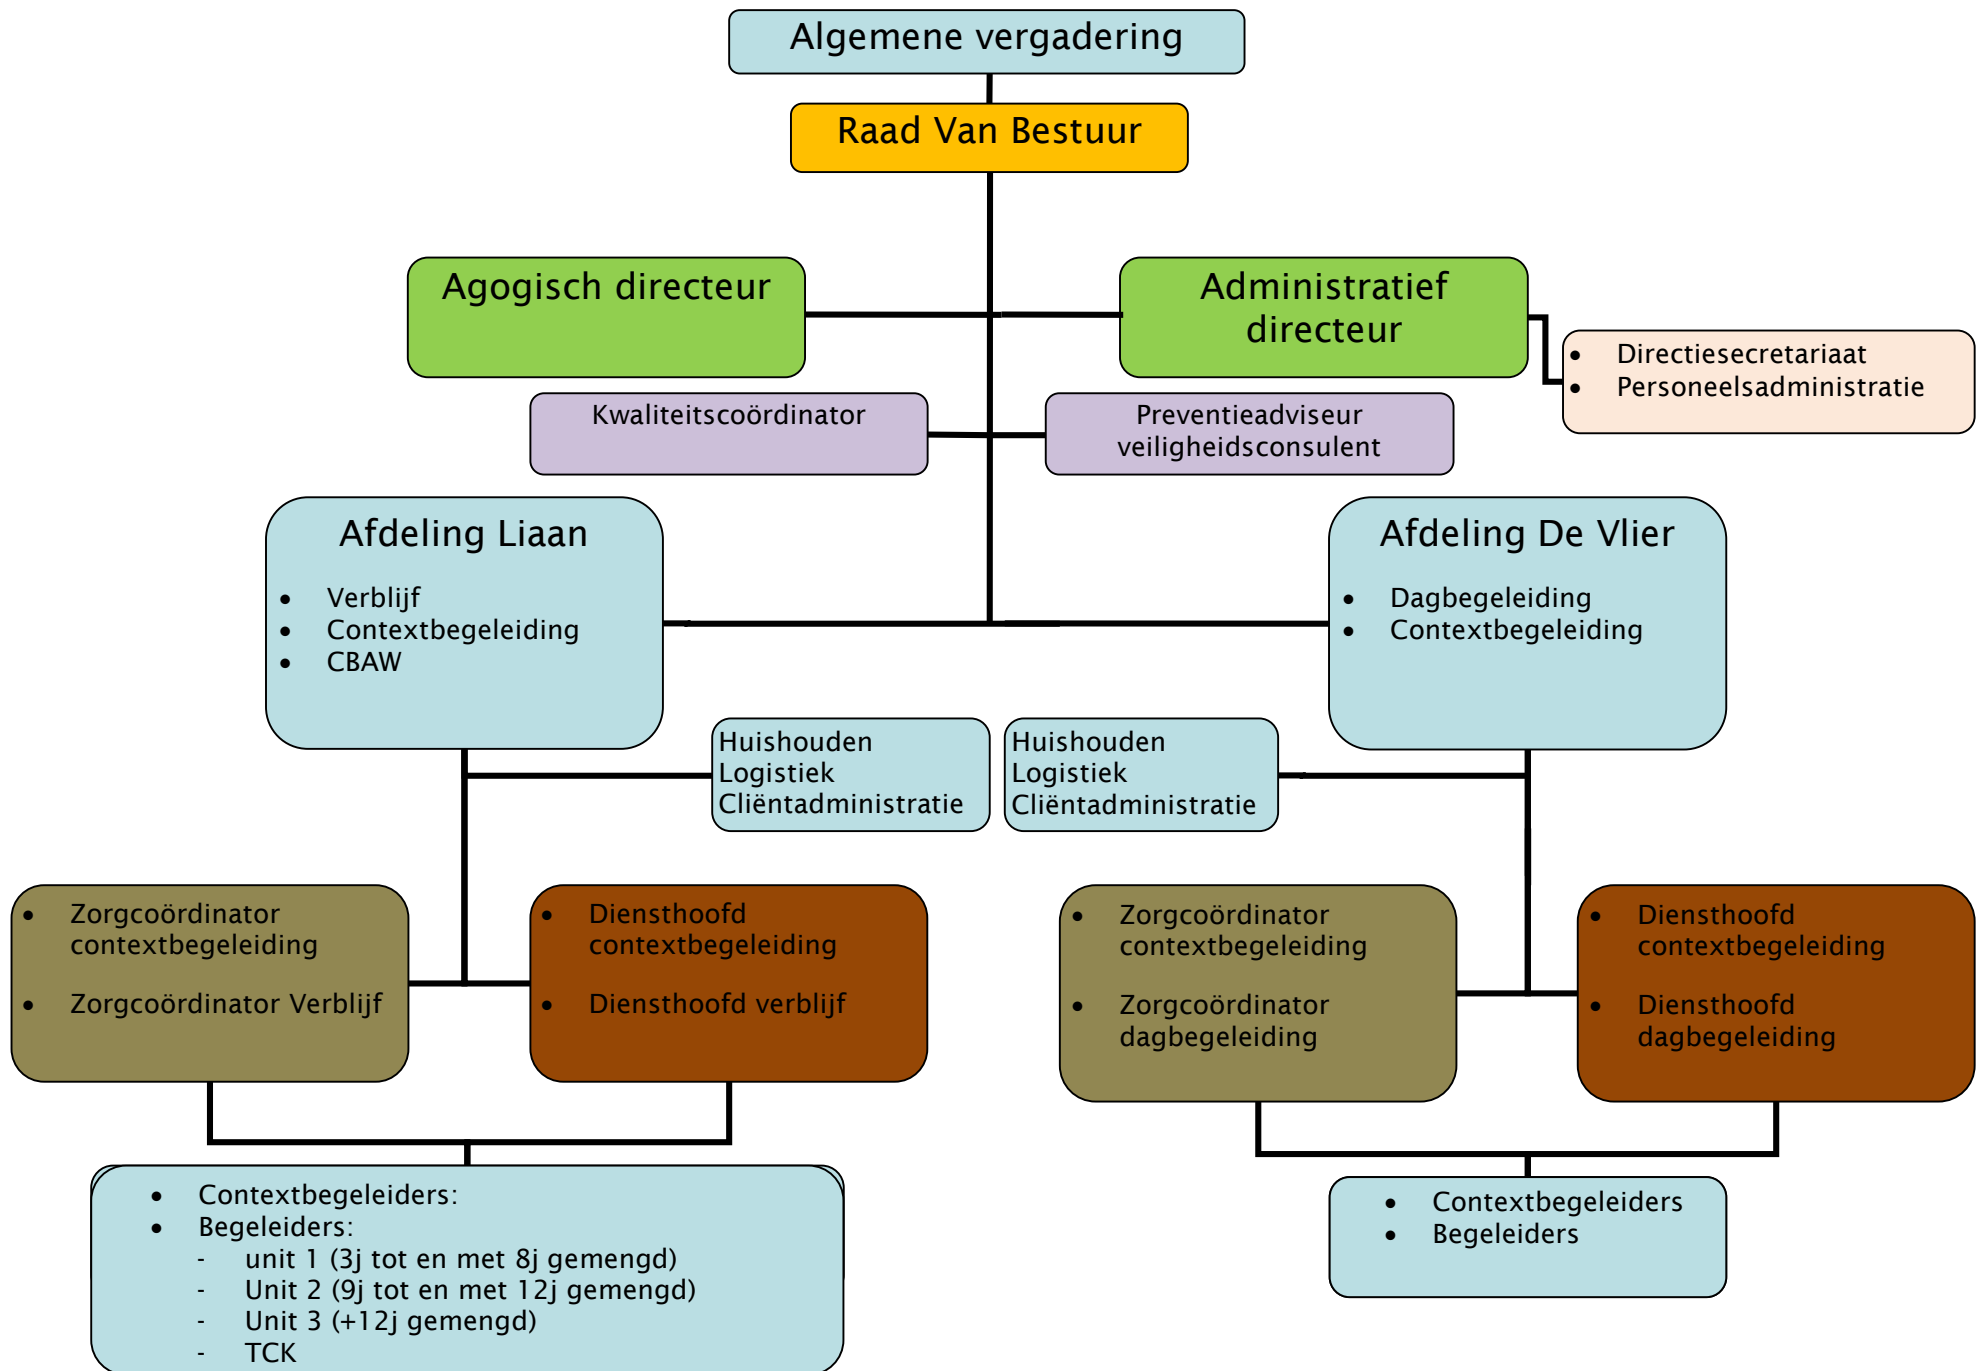 Algemene vergadering
Raad Van Bestuur
Agogisch directeur
Administratief
directeur
• Directiesecretariaat
• Personeelsadministratie
Kwaliteitscoördinator
Preventieadviseur
veiligheidsconsulent
Afdeling Liaan
• Verblijf
• Contextbegeleiding
• CBAW
Afdeling De Vlier
• Dagbegeleiding
• Contextbegeleiding
Huishouden
Logistiek
Cliëntadministratie
Huishouden
Logistiek
Cliëntadministratie
• Zorgcoördinator
contextbegeleiding
• Zorgcoördinator Verblijf
• Diensthoofd
contextbegeleiding
• Diensthoofd verblijf
• Zorgcoördinator
contextbegeleiding
• Zorgcoördinator
dagbegeleiding
• Diensthoofd
contextbegeleiding
• Diensthoofd
dagbegeleiding
• Contextbegeleiders:
• Begeleiders:
- unit 1 (3j tot en met 8j gemengd)
- Unit 2 (9j tot en met 12j gemengd)
- Unit 3 (+12j gemengd)
- TCK
• Contextbegeleiders
• Begeleiders